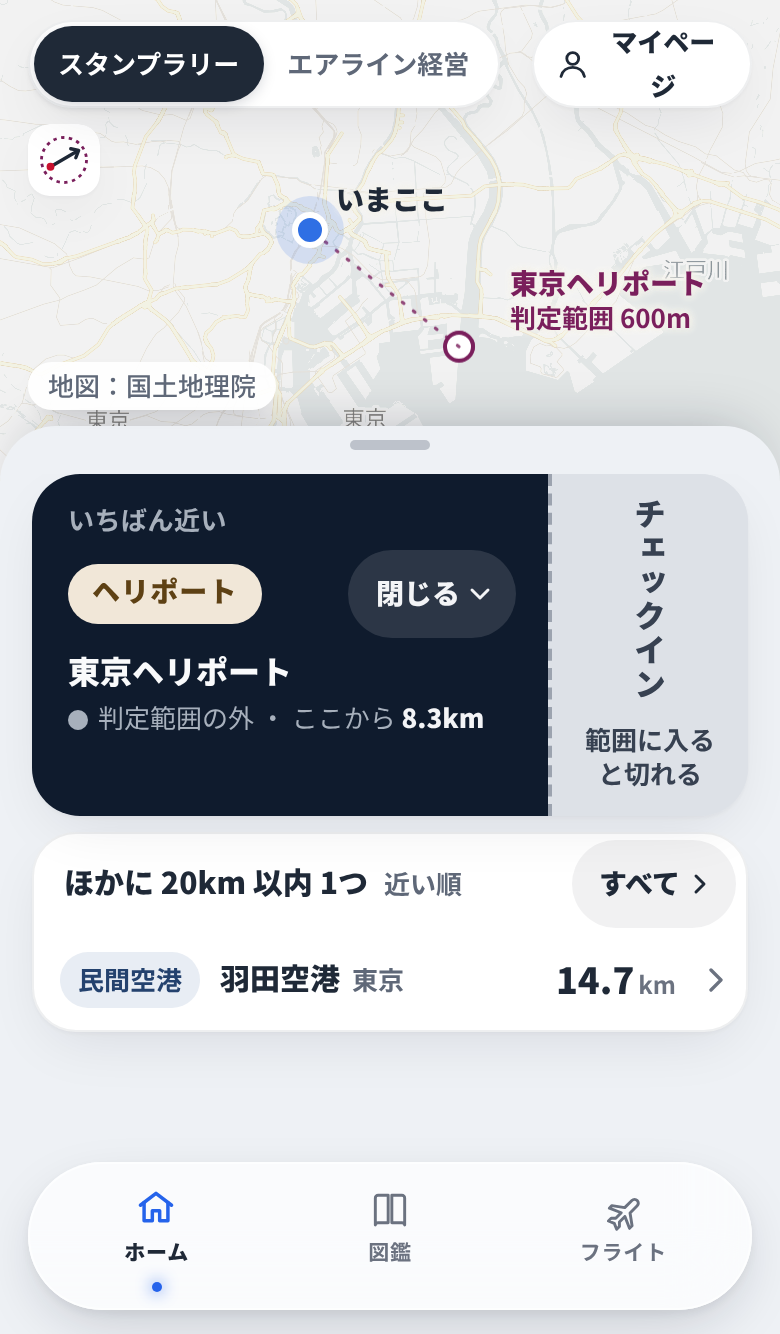 スタンプラリー
エアライン経営
マイペー
ジ
いまここ
江戸川
東京ヘリポート
判定範囲 600m
地図：国土地理院
東京
東京
いちばん近い
ヘリポート
閉じる
東京ヘリポート
判定範囲の外 ・ ここから 8.3km
チェックイン
範囲に入る
と切れる
ほかに 20km 以内 1つ 近い順
すべて
民間空港 羽田空港 東京 14.7 km
ホーム
図鑑
フライト